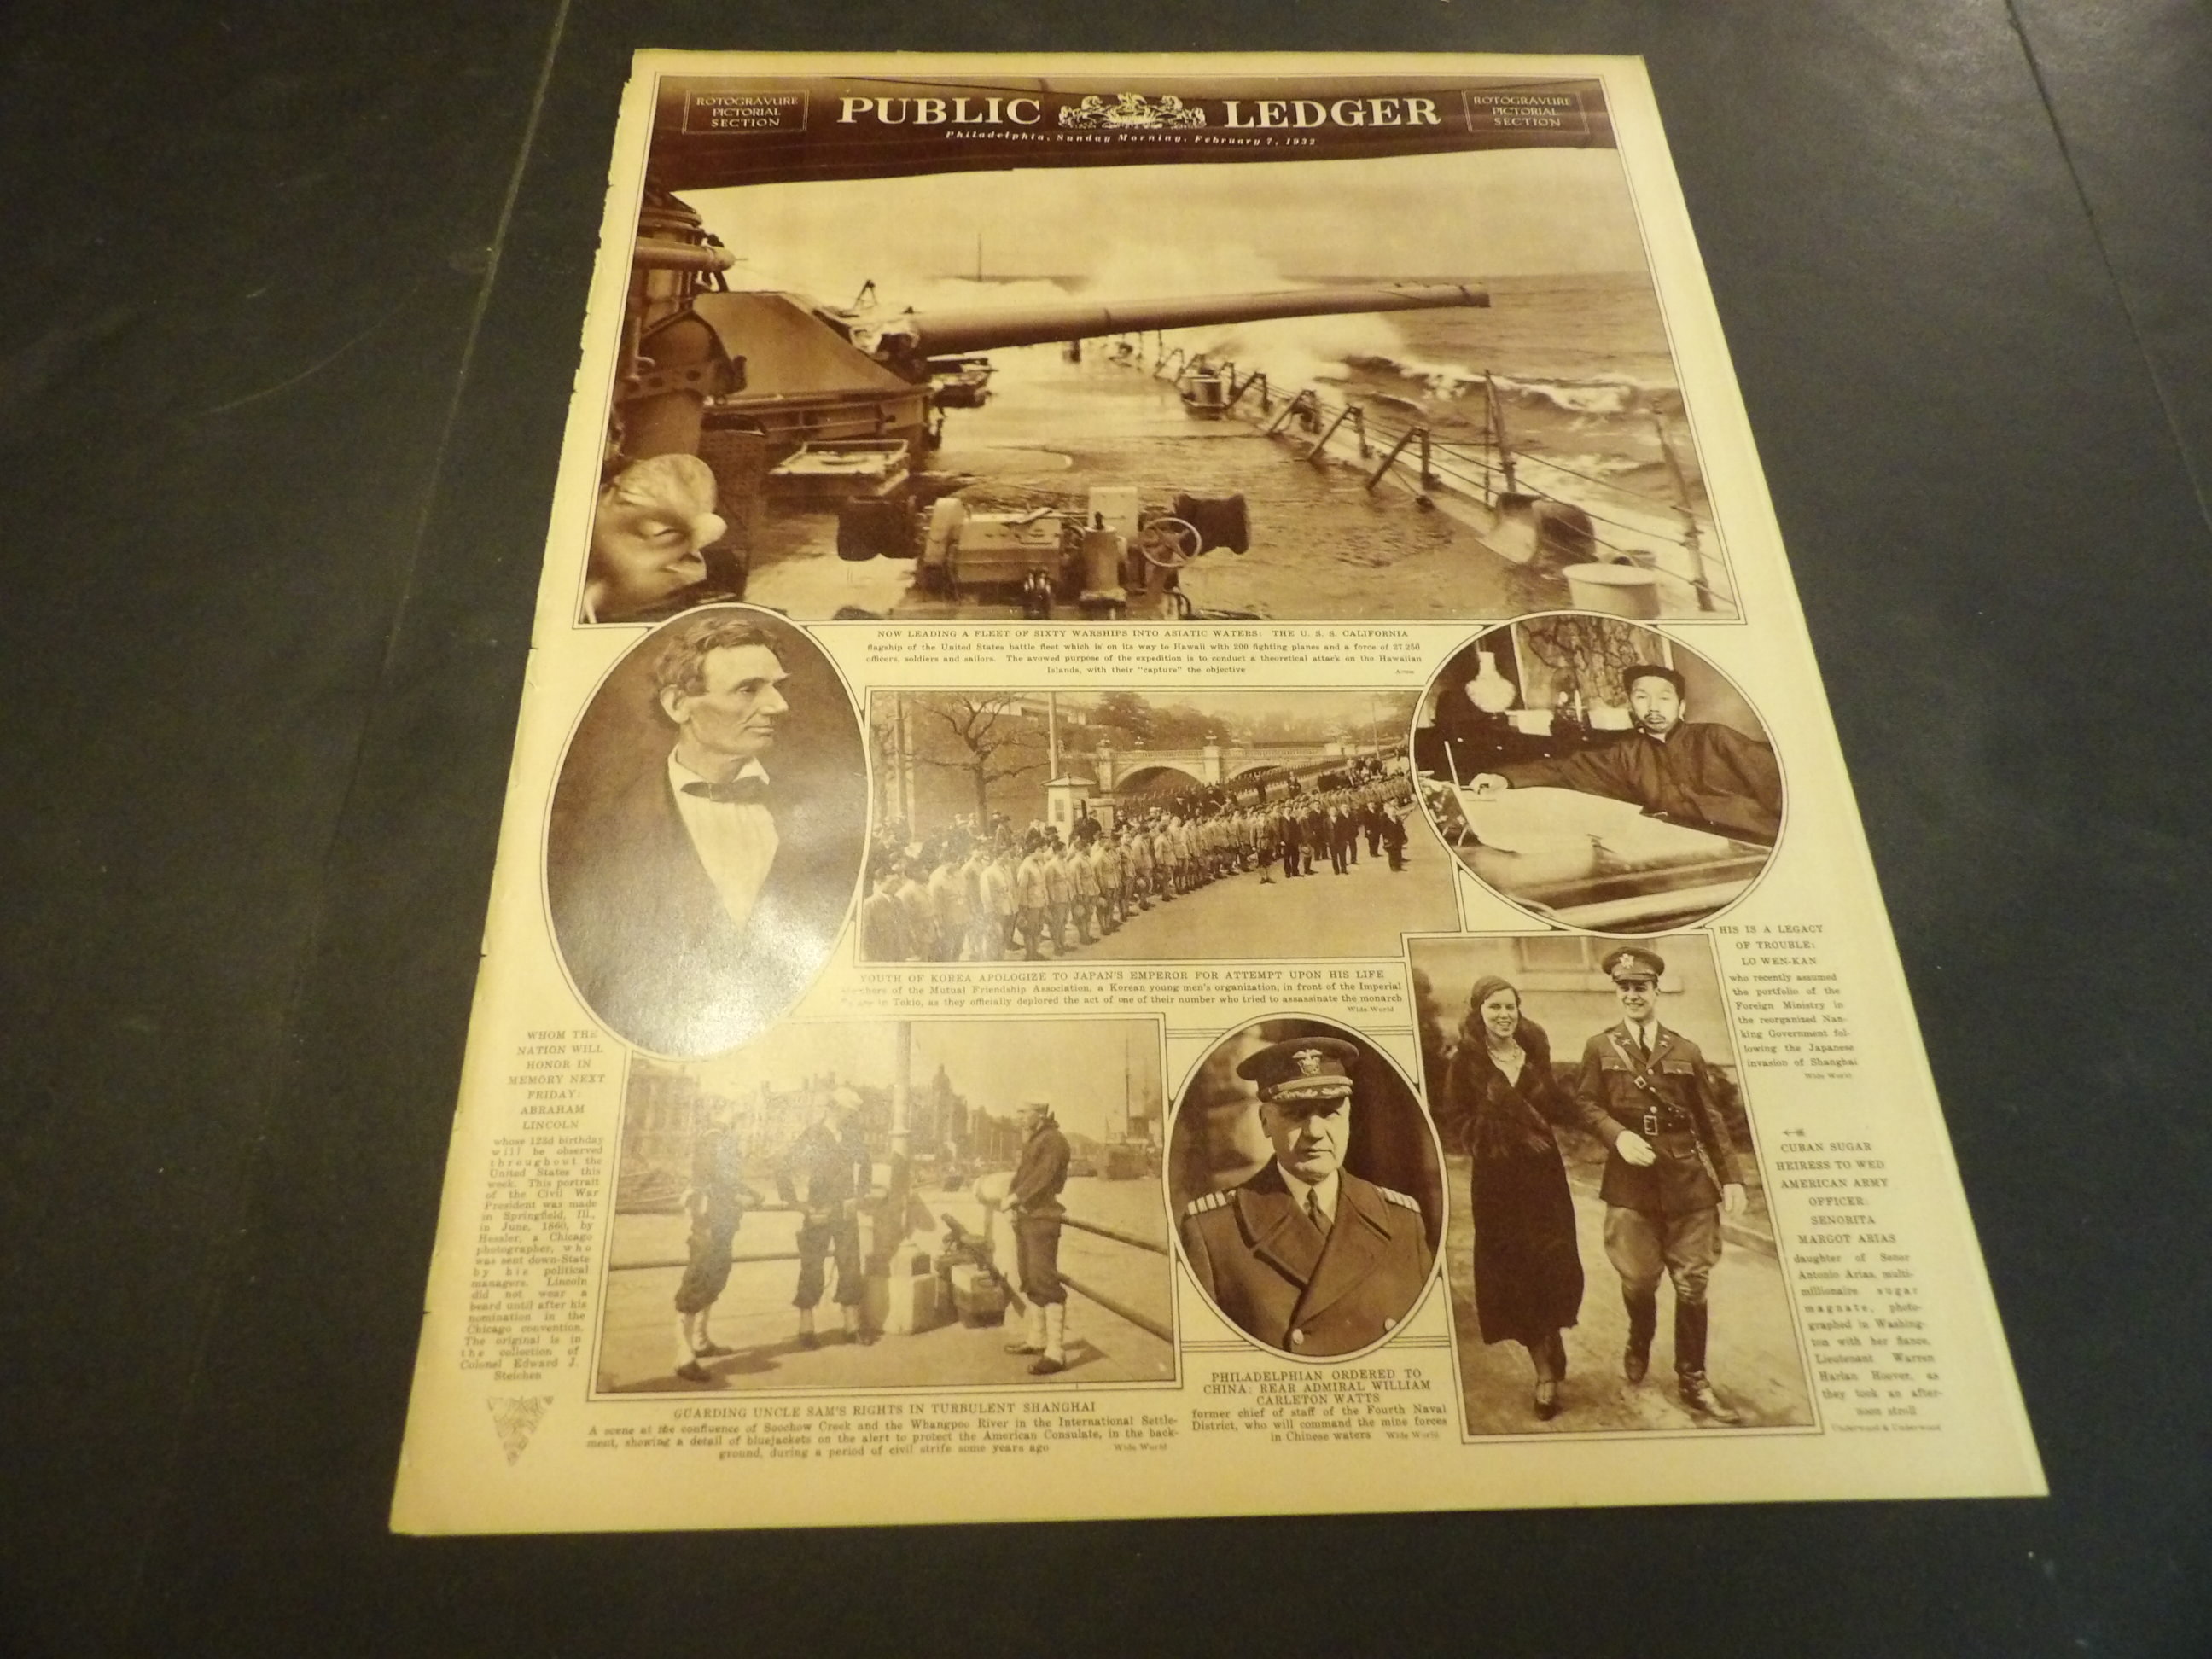 ROTOGRAVURE
PICTORIAL
SECTION
PUBLIC LEDGER
Philadelphia, Sunday Morning, February 7, 1932
ROTOGRAVURE
PICTORIAL
SECTION
NOW LEADING A FLEET OF SIXTY WARSHIPS INTO ASIATIC WATERS: THE U. S. S. CALIFORNIA
flagship of the United States battle fleet which is on its way to Hawaii with 200 fighting planes and a force of 27 250
officers, soldiers and sailors. The avowed purpose of the expedition is to conduct a theoretical attack on the Hawaiian
Islands, with their "capture" the objective
YOUTH OF KOREA APOLOGIZE TO JAPAN'S EMPEROR FOR ATTEMPT UPON HIS LIFE
of the Mutual Friendship Association, a Korean young men's organization, in front of the Imperial
in Tokio, as they officially deplored the act of one of their number who tried to assassinate the monarch
Wide World
HIS IS A LEGACY
OF TROUBLE:
LO WEN-KAN
who recently assumed
the portfolio of the
Foreign Ministry in
the reorganized Nan-
king Government fol-
lowing the Japanese
invasion of Shanghai
Wide World
WHOM THE
NATION WILL
HONOR IN
MEMORY NEXT
FRIDAY:
ABRAHAM
LINCOLN
whose 123d birthday
will be observed
throughout the
United States this
week. This portrait
of the Civil War
President was made
in Springfield, Ill.,
in June, 1860, by
Hessler, a Chicago
photographer, who
was sent down-State
by his political
managers. Lincoln
did not wear a
beard until after his
nomination in the
Chicago convention.
The original is in
the collection of
Colonel Edward J.
Steichen
GUARDING UNCLE SAM'S RIGHTS IN TURBULENT SHANGHAI
A scene at the confluence of Soochow Creek and the Whangpoo River in the International Settle-
ment, showing a detail of bluejackets on the alert to protect the American Consulate, in the back-
ground, during a period of civil strife some years ago Wide World
PHILADELPHIAN ORDERED TO
CHINA: REAR ADMIRAL WILLIAM
CARLETON WATTS
former chief of staff of the Fourth Naval
District, who will command the mine forces
in Chinese waters Wide World
CUBAN SUGAR
HEIRESS TO WED
AMERICAN ARMY
OFFICER:
SENORITA
MARGOT ARIAS
daughter of Senor
Antonio Arias, multi-
millionaire sugar
magnate, photo-
graphed in Washing-
ton with her fiance,
Lieutenant Warren
Harlan Hoover, as
they took an after-
noon stroll
Underwood & Underwood